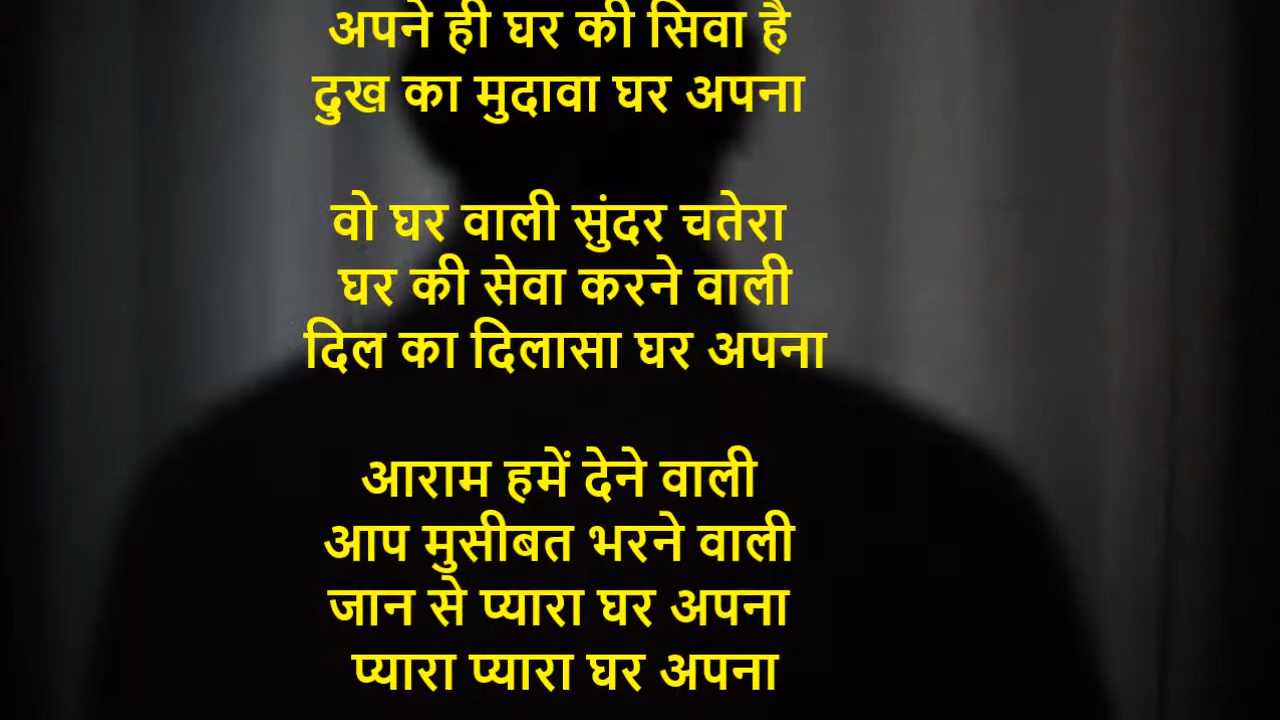 अपने ही घर की सिवा है
दुख का मुदावा घर अपना
वो घर वाली सुंदर चतेरा
घर की सेवा करने वाली
दिल का दिलासा घर अपना
आराम हमें देने वाली
आप मुसीबत भरने वाली
जान से प्यारा घर अपना
प्यारा प्यारा घर अपना